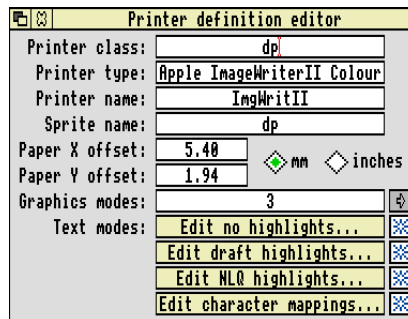 Printer definition editor
Printer class: dp
Printer type: Apple ImageWriterII Colour
Printer name: ImgWritII
Sprite name: dp
Paper X offset: 5.40
mm inches
Paper Y offset: 1.94
Graphics modes: 3
Text modes: Edit no highlights...
Edit draft highlights...
Edit NLQ highlights...
Edit character mappings...